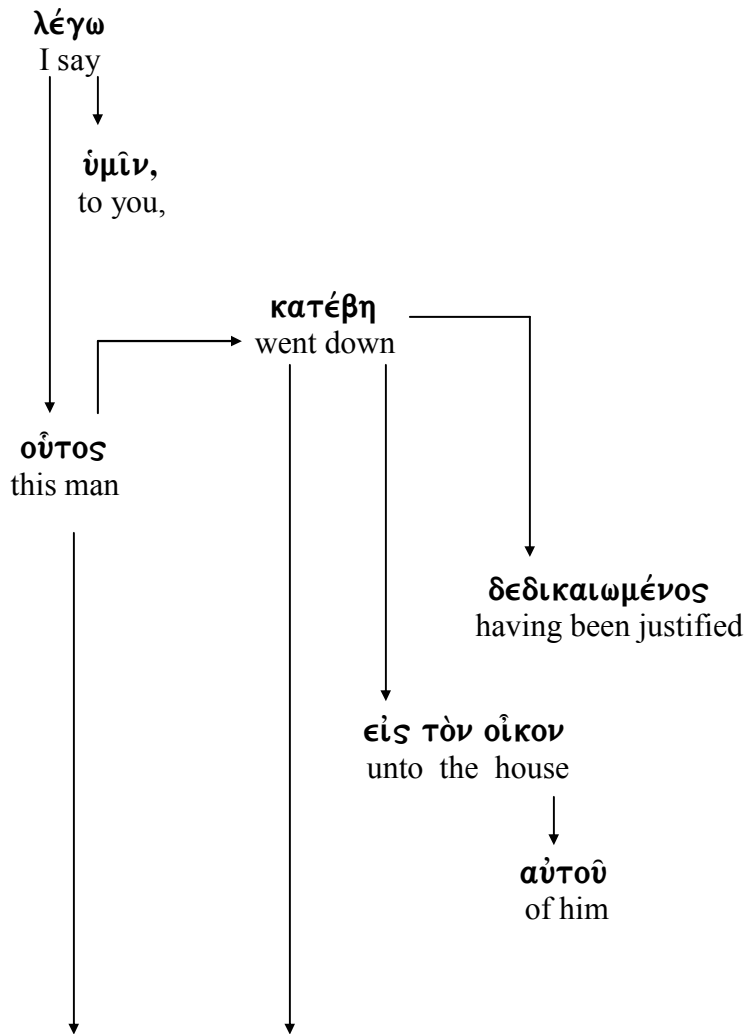 λέγω
I say
ὑμῖν,
to you,
κατέβη
went down
οὗτος
this man
δεδικαιωμένος
having been justified
εἰς τὸν οἶκον
unto the house
αὐτοῦ
of him